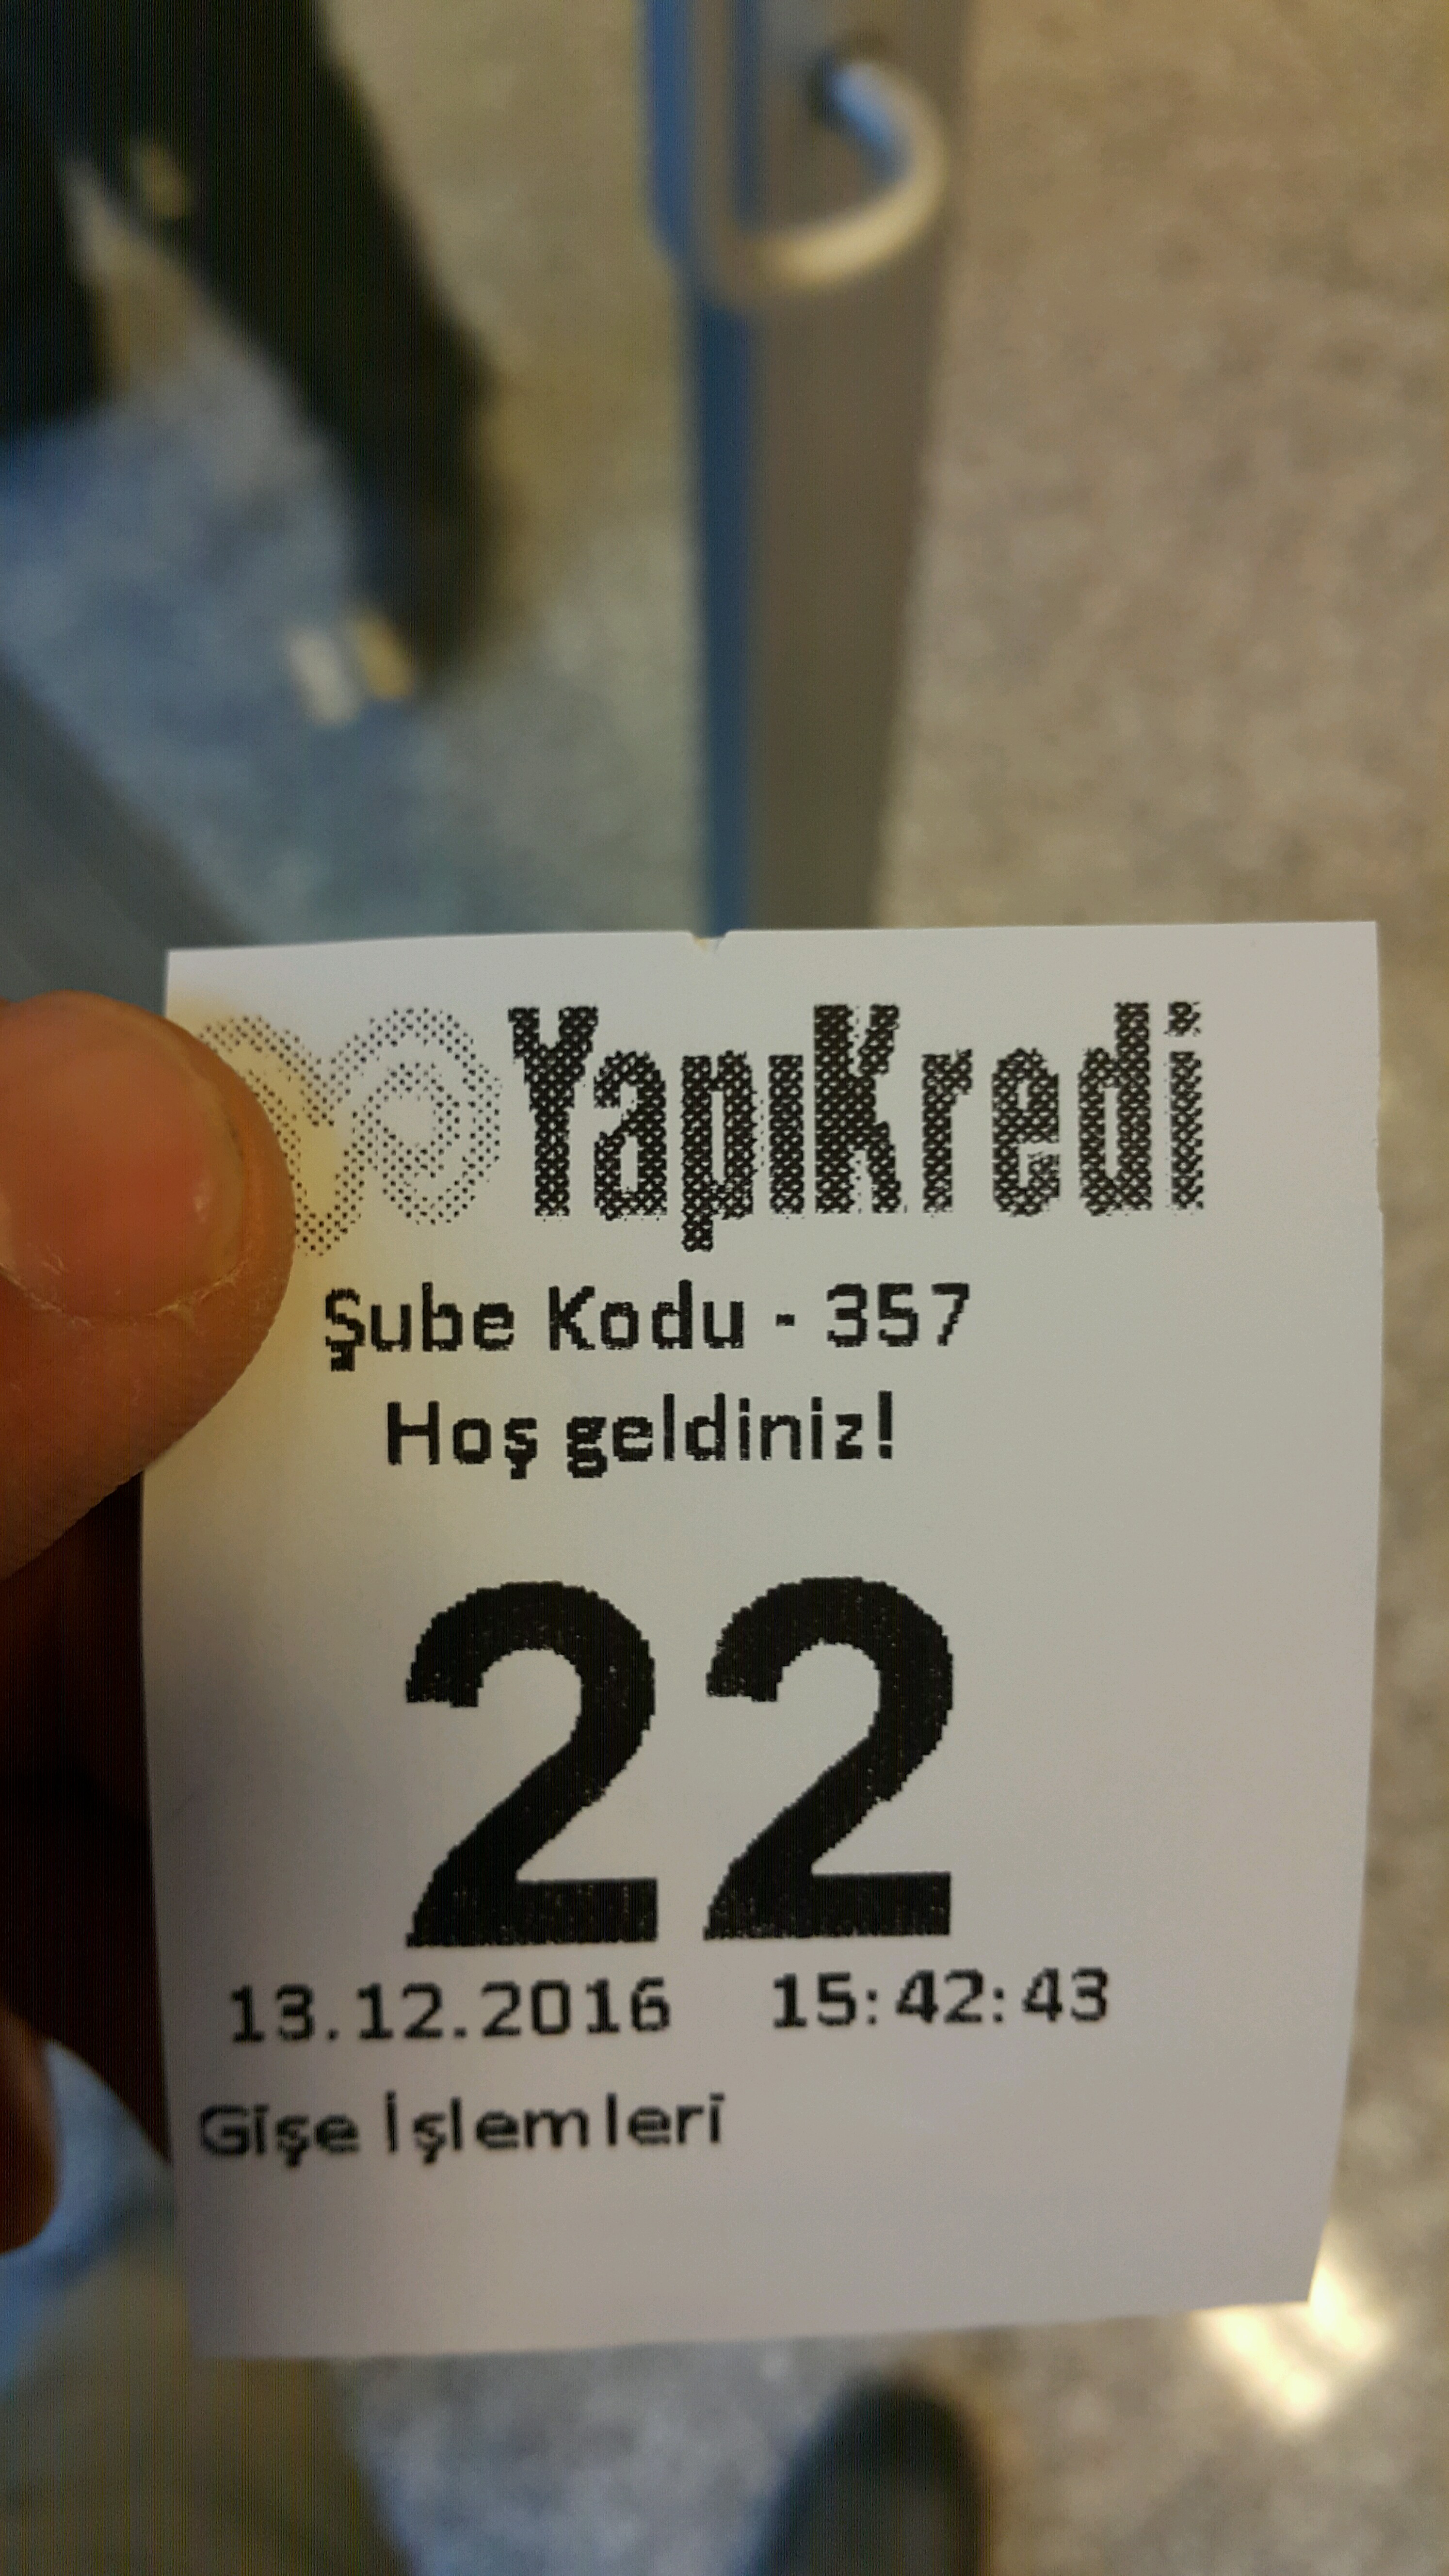 YapıKredi
Şube Kodu - 357
Hoş geldiniz!
22
13.12.2016 15:42:43
Gişe İşlemleri